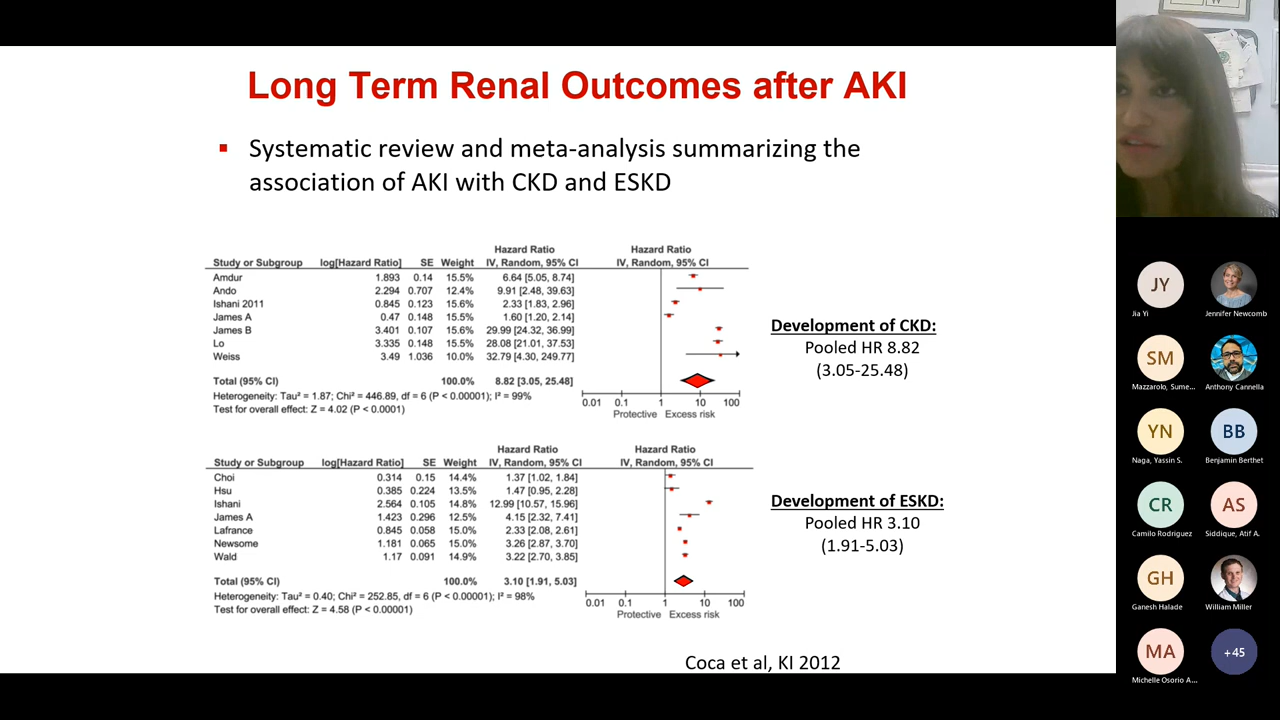 Long Term Renal Outcomes after AKI
▪ Systematic review and meta-analysis summarizing the
association of AKI with CKD and ESKD
Hazard Ratio Hazard Ratio
Study or Subgroup log[Hazard Ratio] SE Weight IV, Random, 95% CI IV, Random, 95% CI
Amdur 1.893 0.14 15.5% 6.64 [5.05, 8.74]
Ando 2.294 0.707 12.4% 9.91 [2.48, 39.63]
Ishani 2011 0.845 0.123 15.6% 2.33 [1.83, 2.96]
James A 0.47 0.148 15.5% 1.60 [1.20, 2.14]
James B 3.401 0.107 15.6% 29.99 [24.32, 36.99]
Lo 3.335 0.148 15.5% 28.08 [21.01, 37.53]
Weiss 3.49 1.036 10.0% 32.79 [4.30, 249.77]
Total (95% CI) 100.0% 8.82 [3.05, 25.48]
Heterogeneity: Tau² = 1.87; Chi² = 446.89, df = 6 (P < 0.00001); I² = 99%
Test for overall effect: Z = 4.02 (P < 0.0001)
0.01 0.1 1 10 100
Protective Excess risk
Development of CKD:
Pooled HR 8.82
(3.05-25.48)
Hazard Ratio Hazard Ratio
Study or Subgroup log[Hazard Ratio] SE Weight IV, Random, 95% CI IV, Random, 95% CI
Choi 0.314 0.15 14.4% 1.37 [1.02, 1.84]
Hsu 0.385 0.224 13.5% 1.47 [0.95, 2.28]
Ishani 2.564 0.105 14.8% 12.99 [10.57, 15.96]
James A 1.423 0.296 12.5% 4.15 [2.32, 7.41]
Lafrance 0.845 0.058 15.0% 2.33 [2.08, 2.61]
Newsome 1.181 0.065 15.0% 3.26 [2.87, 3.70]
Wald 1.17 0.091 14.9% 3.22 [2.70, 3.85]
Total (95% CI) 100.0% 3.10 [1.91, 5.03]
Heterogeneity: Tau² = 0.40; Chi² = 252.85, df = 6 (P < 0.00001); I² = 98%
Test for overall effect: Z = 4.58 (P < 0.00001)
0.01 0.1 1 10 100
Protective Excess risk
Development of ESKD:
Pooled HR 3.10
(1.91-5.03)
Coca et al, KI 2012
JY
Jia Yi Jennifer Newcomb
SM
Mazzarolo, Sume... Anthony Cannella
YN BB
Naga, Yassin S. Benjamin Berthet
CR AS
Camilo Rodriguez Siddique, Atif A.
GH
Ganesh Halade William Miller
MA +45
Michelle Osorio A...